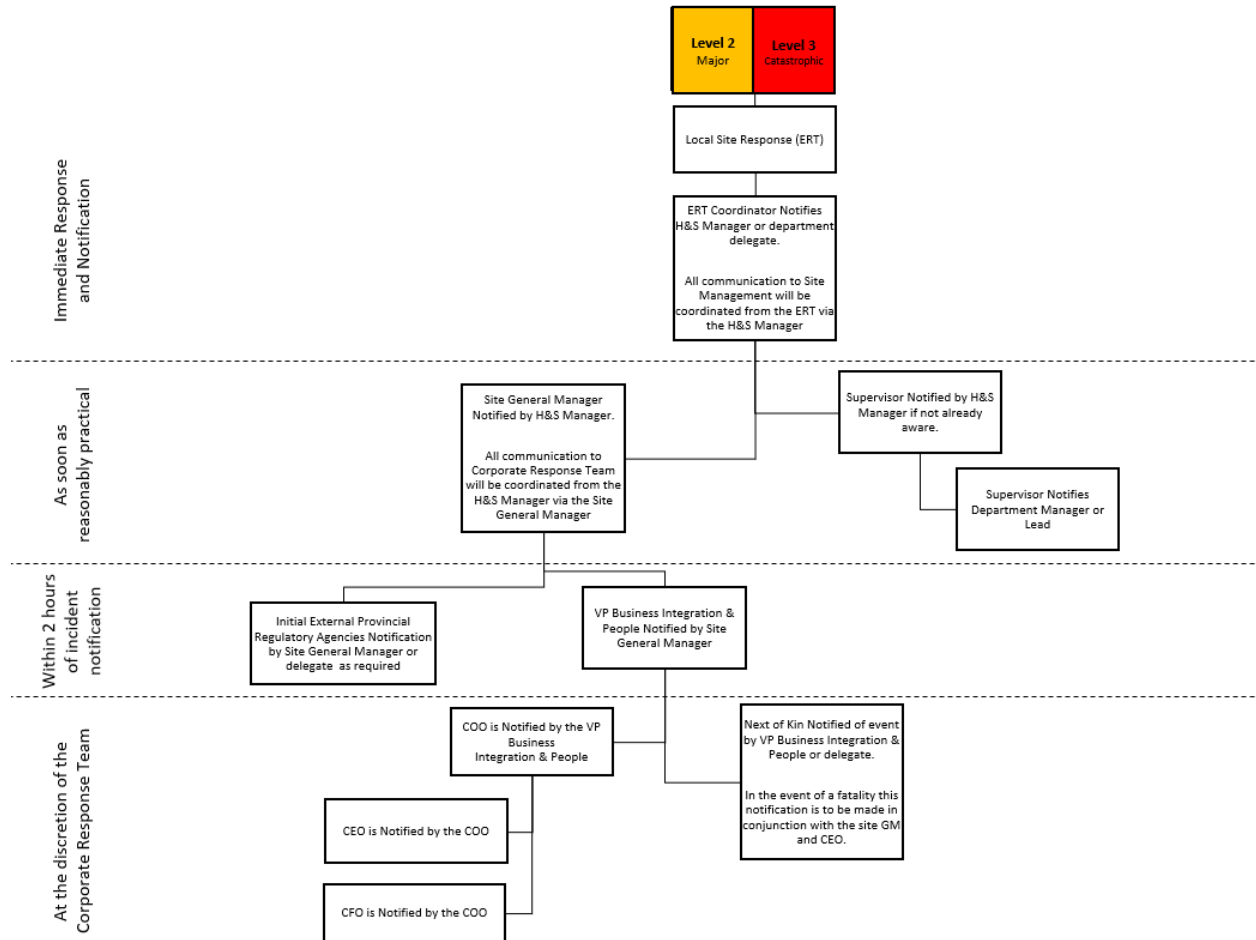 Level 2
Major
Level 3
Catastrophic
Local Site Response (ERT)
Immediate Response
and Notification
ERT Coordinator Notifies
H&S Manager or department
delegate.
All communication to Site
Management will be
coordinated from the ERT via
the H&S Manager
As soon as
reasonably practical
Site General Manager
Notified by H&S Manager.
All communication to
Corporate Response Team
will be coordinated from the
H&S Manager via the Site
General Manager
Supervisor Notified by H&S
Manager if not already
aware.
Supervisor Notifies
Department Manager or
Lead
Within 2 hours
of incident
notification
Initial External Provincial
Regulatory Agencies Notification
by Site General Manager or
delegate as required
VP Business Integration &
People Notified by Site
General Manager
At the discretion of the
Corporate Response Team
COO is Notified by the VP
Business
Integration & People
Next of Kin Notified of event
by VP Business Integration &
People or delegate.
In the event of a fatality this
notification is to be made in
conjunction with the site GM
and CEO.
CEO is Notified by the COO
CFO is Notified by the COO